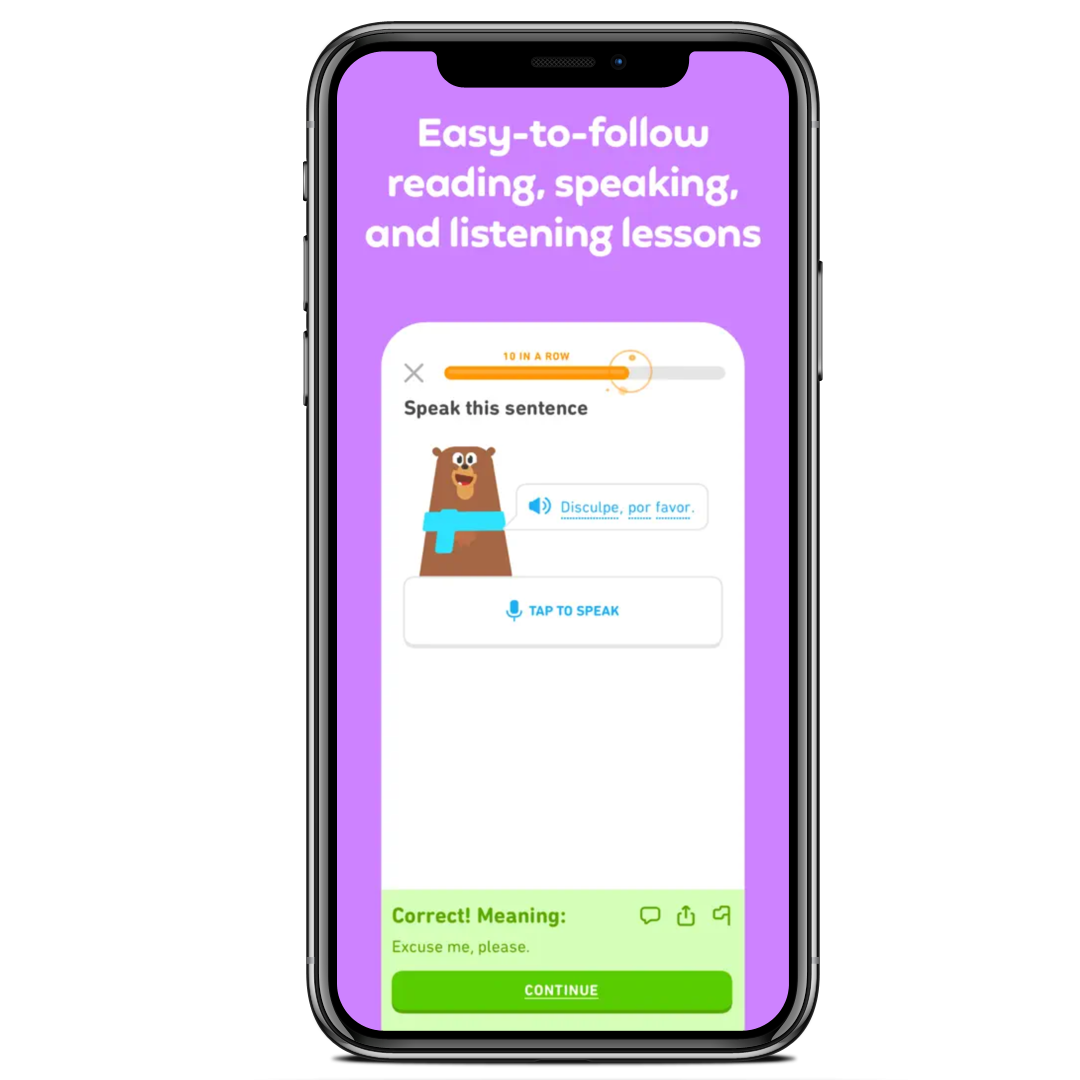 Easy-to-follow
reading, speaking,
and listening lessons
10 IN A ROW
Speak this sentence
Disculpe, por favor.
TAP TO SPEAK
Correct! Meaning:
Excuse me, please.
CONTINUE